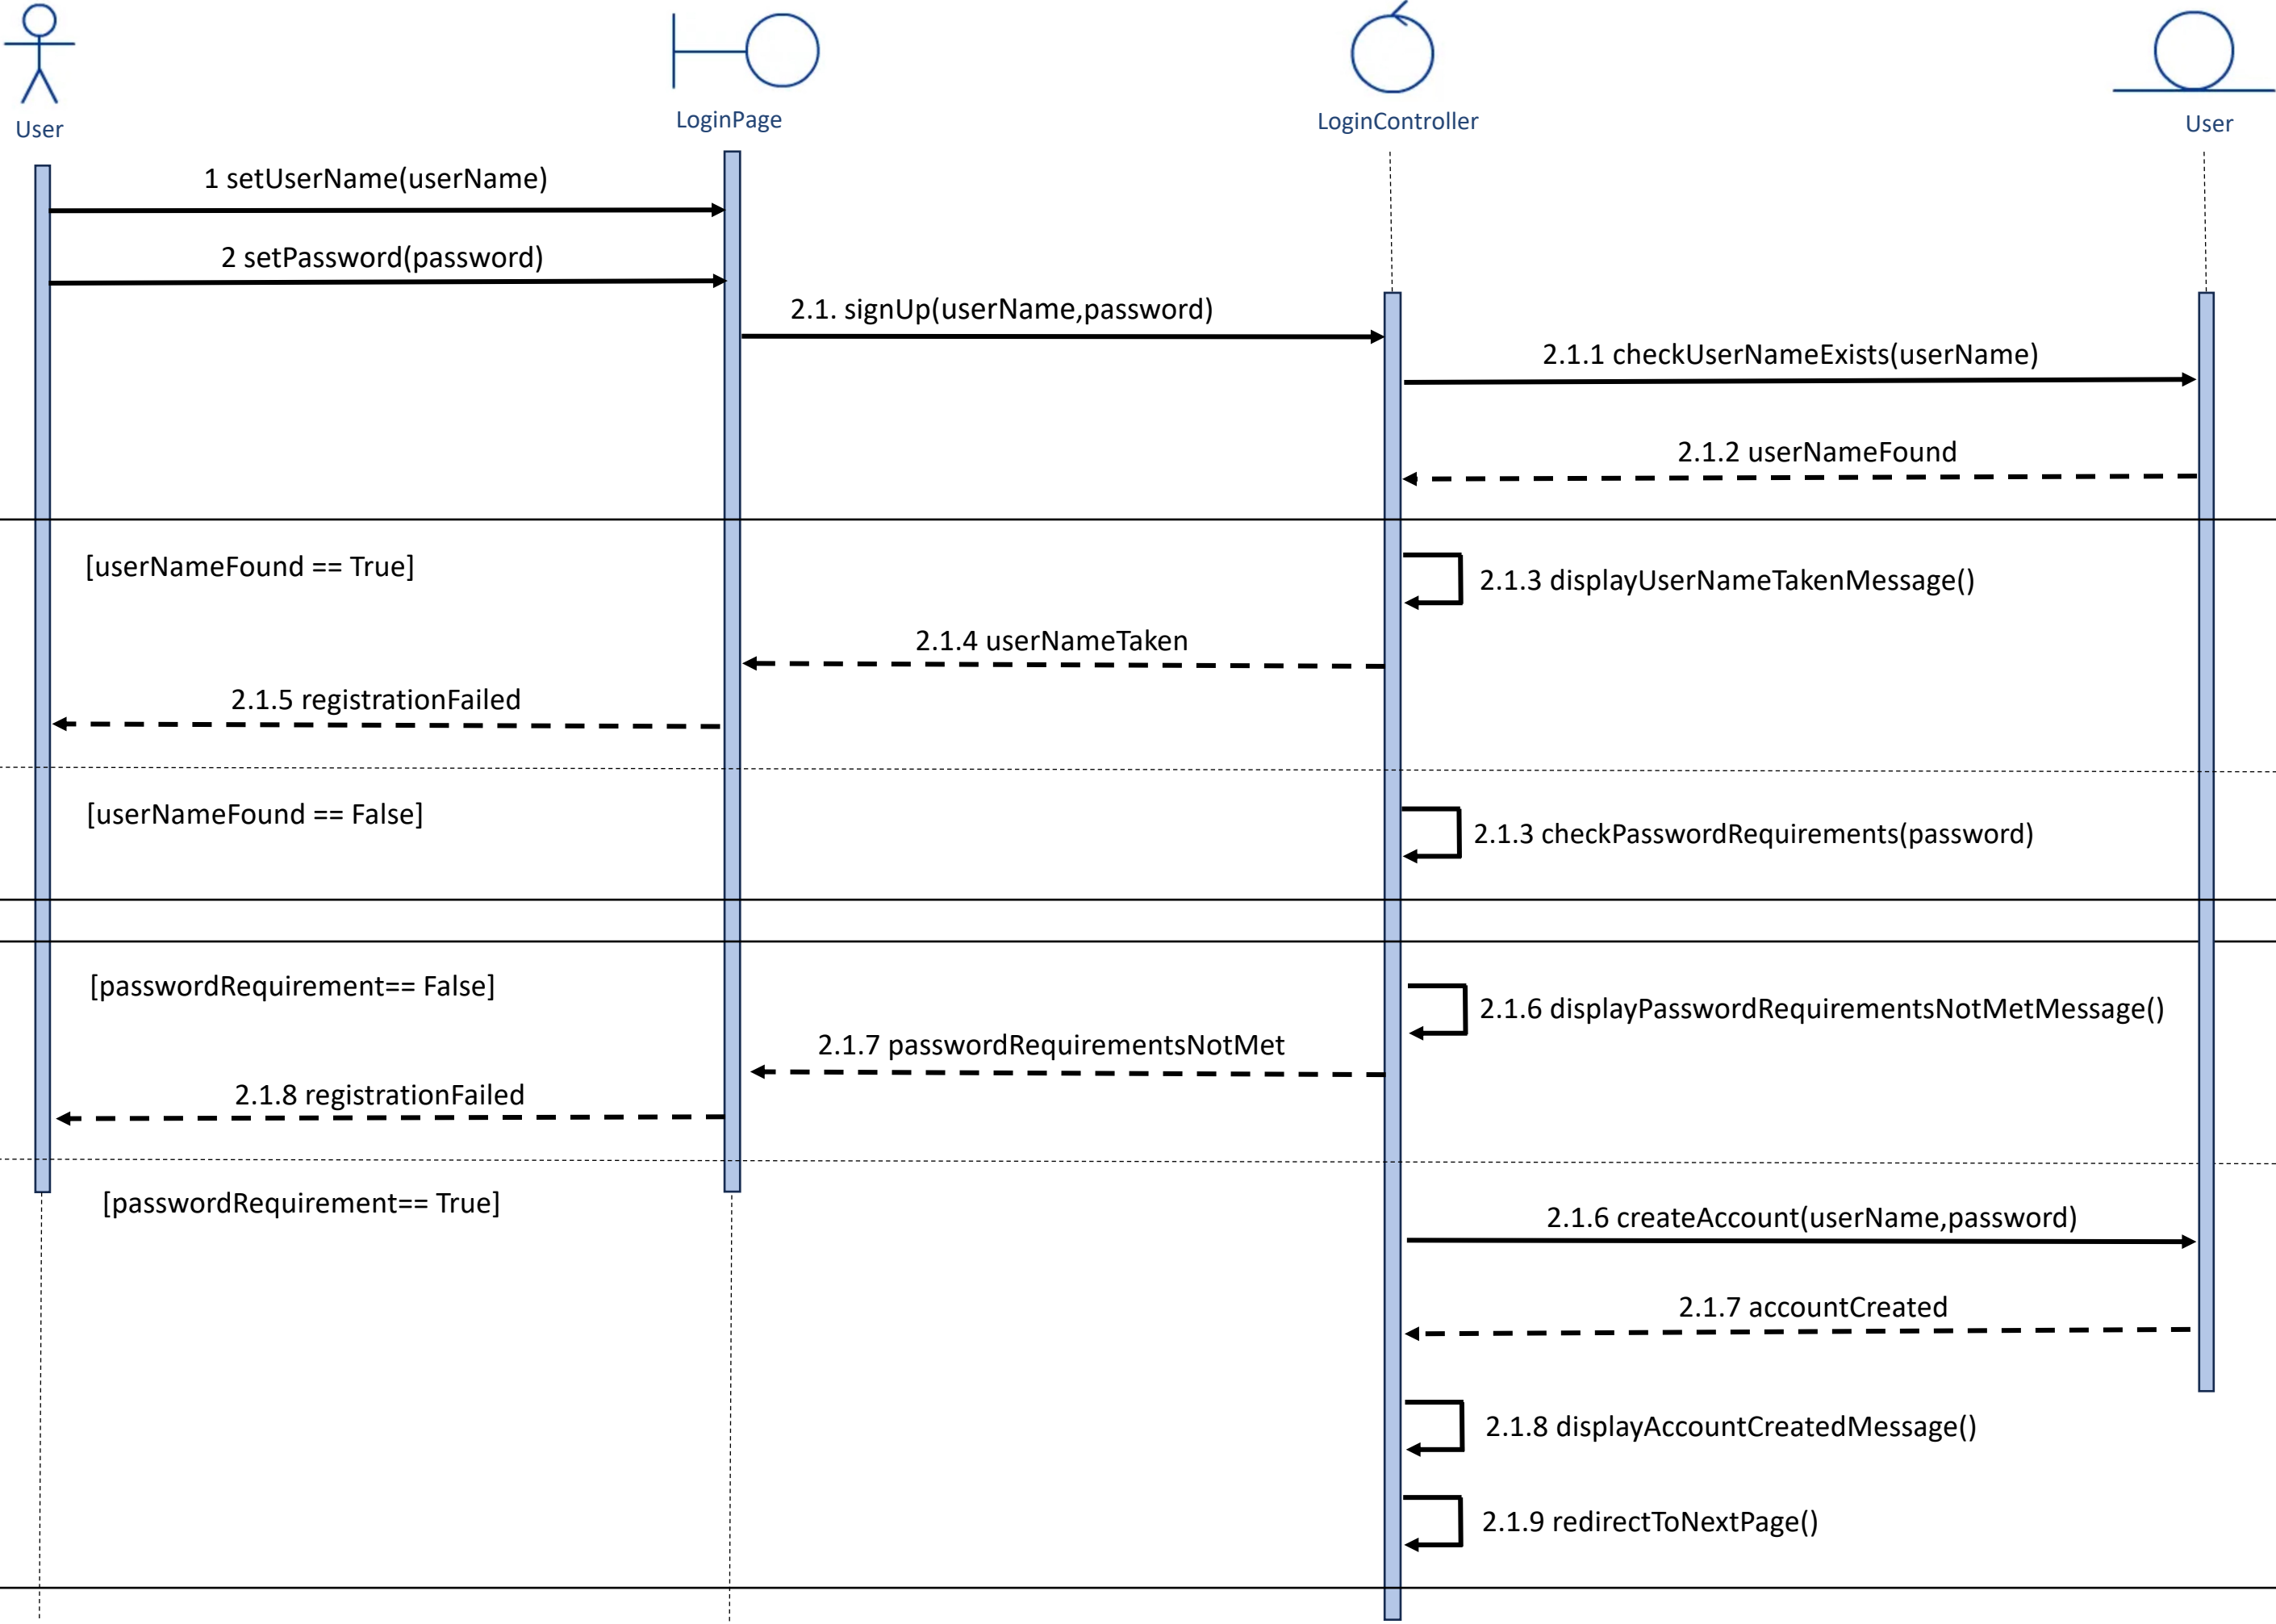 User
LoginPage
LoginController
User
1 setUserName(userName)
2 setPassword(password)
2.1. signUp(userName,password)
2.1.1 checkUserNameExists(userName)
2.1.2 userNameFound
[userNameFound == True]
2.1.3 displayUserNameTakenMessage()
2.1.4 userNameTaken
2.1.5 registrationFailed
[userNameFound == False]
2.1.3 checkPasswordRequirements(password)
[passwordRequirement== False]
2.1.6 displayPasswordRequirementsNotMetMessage()
2.1.7 passwordRequirementsNotMet
2.1.8 registrationFailed
[passwordRequirement== True]
2.1.6 createAccount(userName,password)
2.1.7 accountCreated
2.1.8 displayAccountCreatedMessage()
2.1.9 redirectToNextPage()